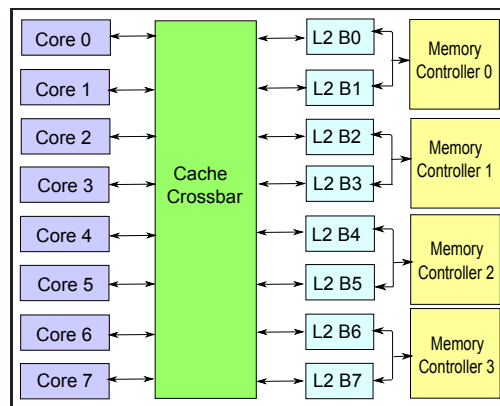 Core 0
Core 1
Core 2
Core 3
Core 4
Core 5
Core 6
Core 7
Cache
Crossbar
L2 B0
L2 B1
L2 B2
L2 B3
L2 B4
L2 B5
L2 B6
L2 B7
Memory
Controller 0
Memory
Controller 1
Memory
Controller 2
Memory
Controller 3